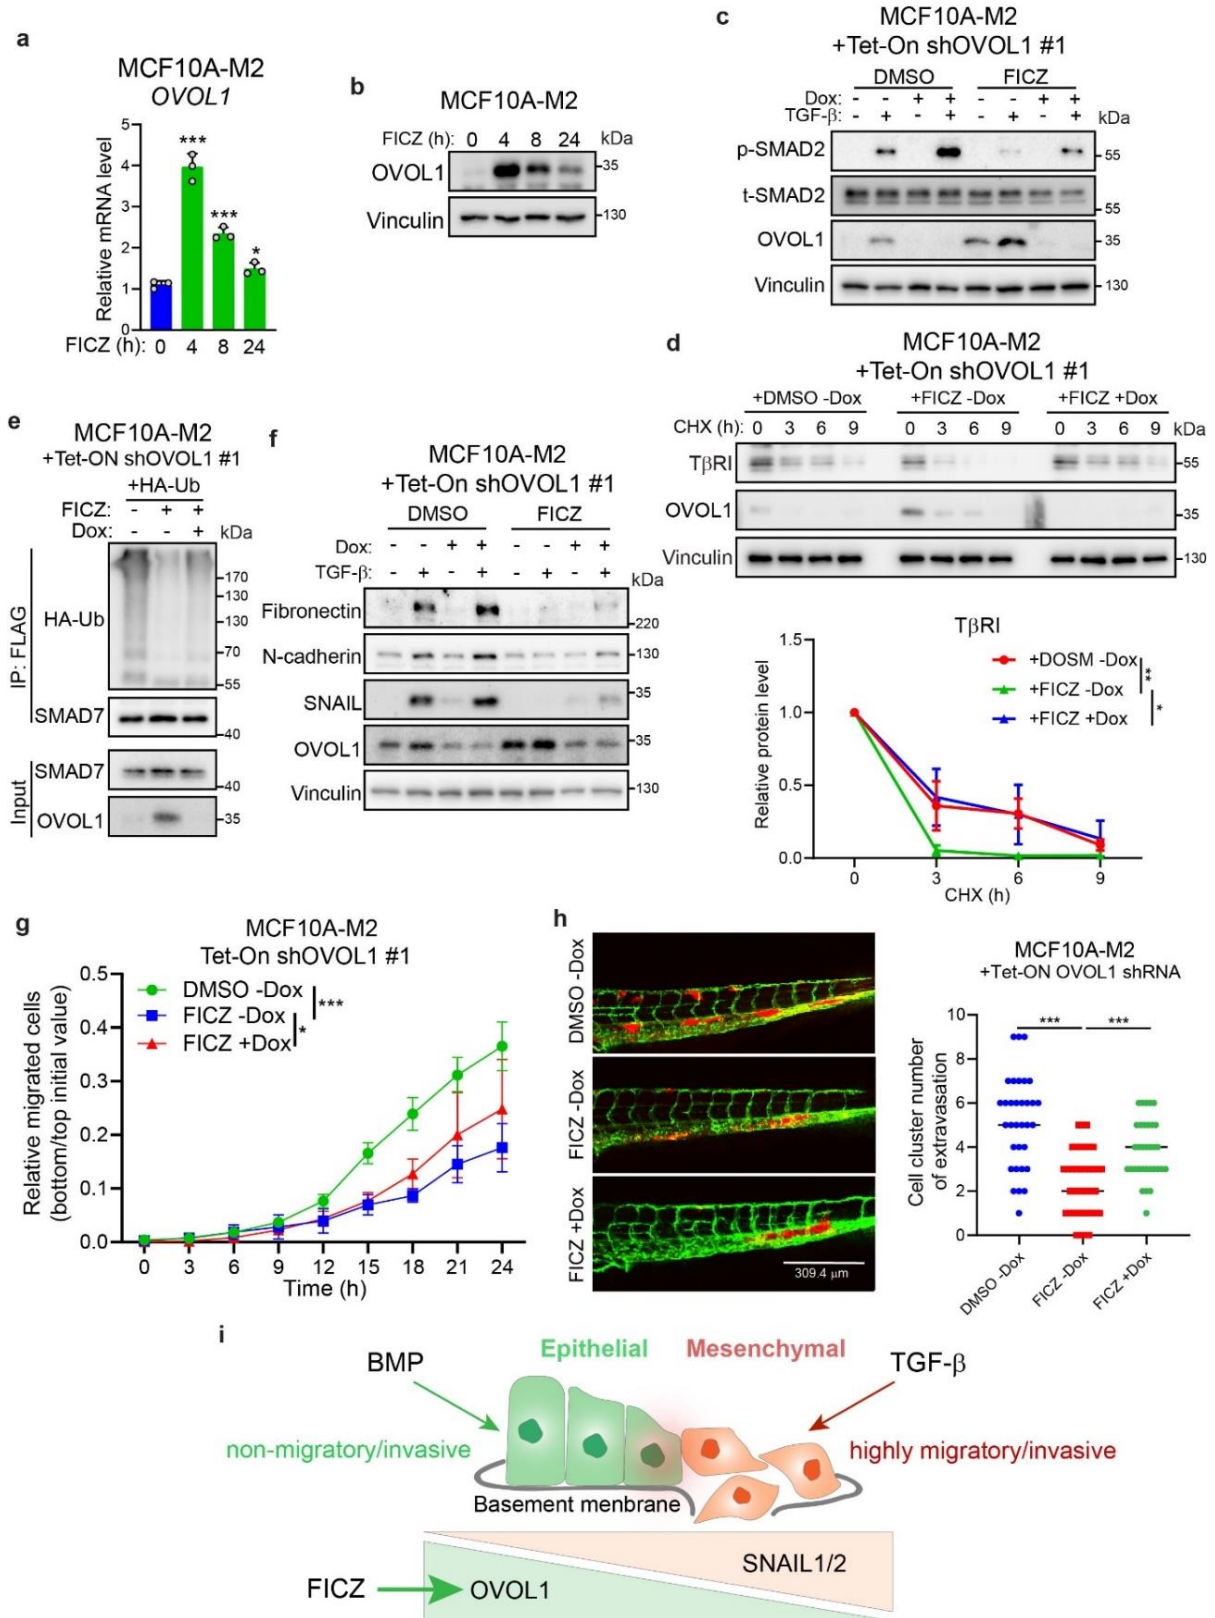 a
MCF10A-M2
OVOL1
Relative mRNA level
5
4
3
2
1
0
***
***
*
FICZ (h): 0 4 8 24
b
MCF10A-M2
FICZ (h): 0 4 8 24 kDa
OVOL1 -35
Vinculin -130
c
MCF10A-M2
+Tet-On shOVOL1 #1
DMSO FICZ
Dox: - - + + - - + +
TGF-β: - + - + - + - + kDa
p-SMAD2 - 55
t-SMAD2 - 55
OVOL1 - 35
Vinculin - 130
d
MCF10A-M2
+Tet-On shOVOL1 #1
+DMSO -Dox +FICZ -Dox +FICZ +Dox
CHX (h): 0 3 6 9 0 3 6 9 0 3 6 9 kDa
TβRI -55
OVOL1 -35
Vinculin -130
TβRI
Relative protein level
1.5
1.0
0.5
0.0
+DOSM -Dox
+FICZ -Dox
+FICZ +Dox
**
*
0 3 6 9
CHX (h)
e
MCF10A-M2
+Tet-ON shOVOL1 #1
+HA-Ub
FICZ: - + +
Dox: - - + kDa
IP: FLAG
HA-Ub
170
130
130
70
55
SMAD7
40
Input
SMAD7
40
OVOL1 35
f
MCF10A-M2
+Tet-On shOVOL1 #1
DMSO FICZ
Dox: - - + + - - + +
TGF-β: - + - + - + - + kDa
Fibronectin
220
N-cadherin -130
SNAIL -35
OVOL1 -35
Vinculin -130
g
MCF10A-M2
Tet-On shOVOL1 #1
Relative migrated cells
(bottom/top initial value)
0.5
0.4
0.3
0.2
0.1
0.0
DMSO -Dox
FICZ -Dox
FICZ +Dox
***
*
0 3 6 9 12 15 18 21 24
Time (h)
h
DMSO -Dox
FICZ -Dox
FICZ +Dox
309.4 μm
MCF10A-M2
+Tet-ON OVOL1 shRNA
Cell cluster number
of extravasation
10
8
6
4
2
0
*** ***
DMSO -Dox
FICZ -Dox
FICZ +Dox
i
Epithelial Mesenchymal
BMP TGF-β
non-migratory/invasive highly migratory/invasive
Basement menbrane
SNAIL1/2
FICZ OVOL1